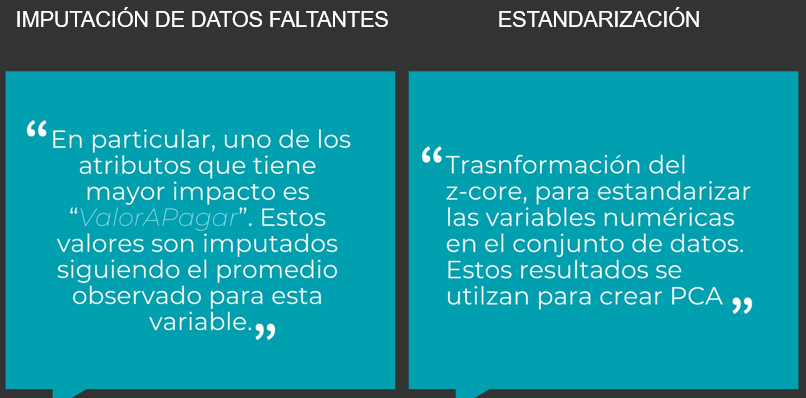 IMPUTACIÓN DE DATOS FALTANTES
“En particular, uno de los
atributos que tiene
mayor impacto es
“ValorAPagar”. Estos
valores son imputados
siguiendo el promedio
observado para esta
variable.”
ESTANDARIZACIÓN
“Trasnformación del
z-core, para estandarizar
las variables numéricas
en el conjunto de datos.
Estos resultados se
utilzan para crear PCA”